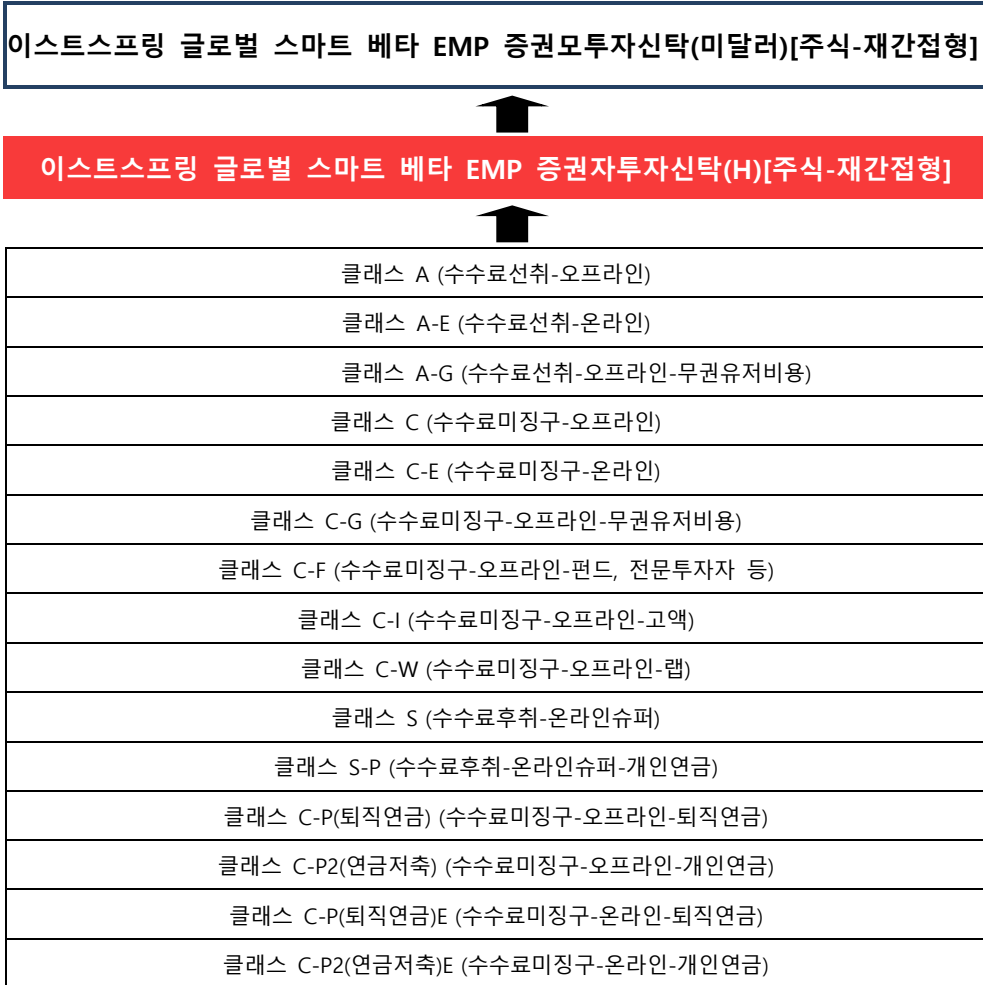 이스트스프링 글로벌 스마트 베타 EMP 증권모투자신탁(미달러)[주식-재간접형]
이스트스프링 글로벌 스마트 베타 EMP 증권자투자신탁(H)[주식-재간접형]
클래스 A (수수료선취-오프라인)
클래스 A-E (수수료선취-온라인)
클래스 A-G (수수료선취-오프라인-무권유저비용)
클래스 C (수수료미징구-오프라인)
클래스 C-E (수수료미징구-온라인)
클래스 C-G (수수료미징구-오프라인-무권유저비용)
클래스 C-F (수수료미징구-오프라인-펀드, 전문투자자 등)
클래스 C-I (수수료미징구-오프라인-고액)
클래스 C-W (수수료미징구-오프라인-랩)
클래스 S (수수료후취-온라인슈퍼)
클래스 S-P (수수료후취-온라인슈퍼-개인연금)
클래스 C-P(퇴직연금) (수수료미징구-오프라인-퇴직연금)
클래스 C-P2(연금저축) (수수료미징구-오프라인-개인연금)
클래스 C-P(퇴직연금)E (수수료미징구-온라인-퇴직연금)
클래스 C-P2(연금저축)E (수수료미징구-온라인-개인연금)